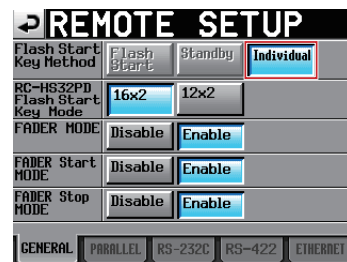 REMOTE SETUP
Flash Start Key Method
Flash Start
Standby
Individual
RC-HS32PD Flash Start Key Mode
16x2
12x2
FADER MODE
Disable
Enable
FADER Start MODE
Disable
Enable
FADER Stop MODE
Disable
Enable
GENERAL
PARALLEL
RS-232C
RS-422
ETHERNET